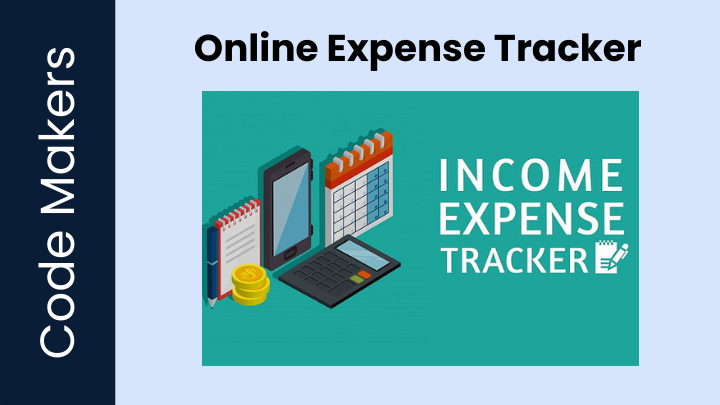 Code Makers
Online Expense Tracker
INCOME
EXPENSE
TRACKER